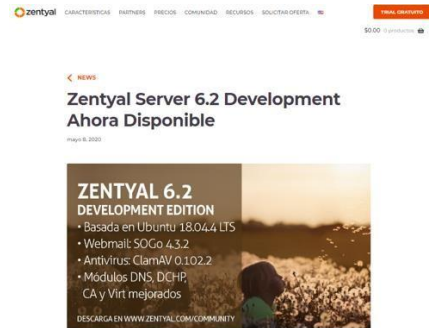 zentyal CARACTERÍSTICAS PARTNERS PRECIOS COMUNIDAD RECURSOS SOLICITAR OFERTA TRIAL GRATUITO
$0.00 0 productos
NEWS
Zentyal Server 6.2 Development
Ahora Disponible
mayo 8, 2020
ZENTYAL 6.2
DEVELOPMENT EDITION
• Basada en Ubuntu 18.04.4 LTS
• Webmail: SOGo 4.3.2
• Antivirus: ClamAV 0.102.2
• Módulos DNS, DCHP,
CA y Virt mejorados
DESCARGA EN WWW.ZENTYAL.COM/COMMUNITY